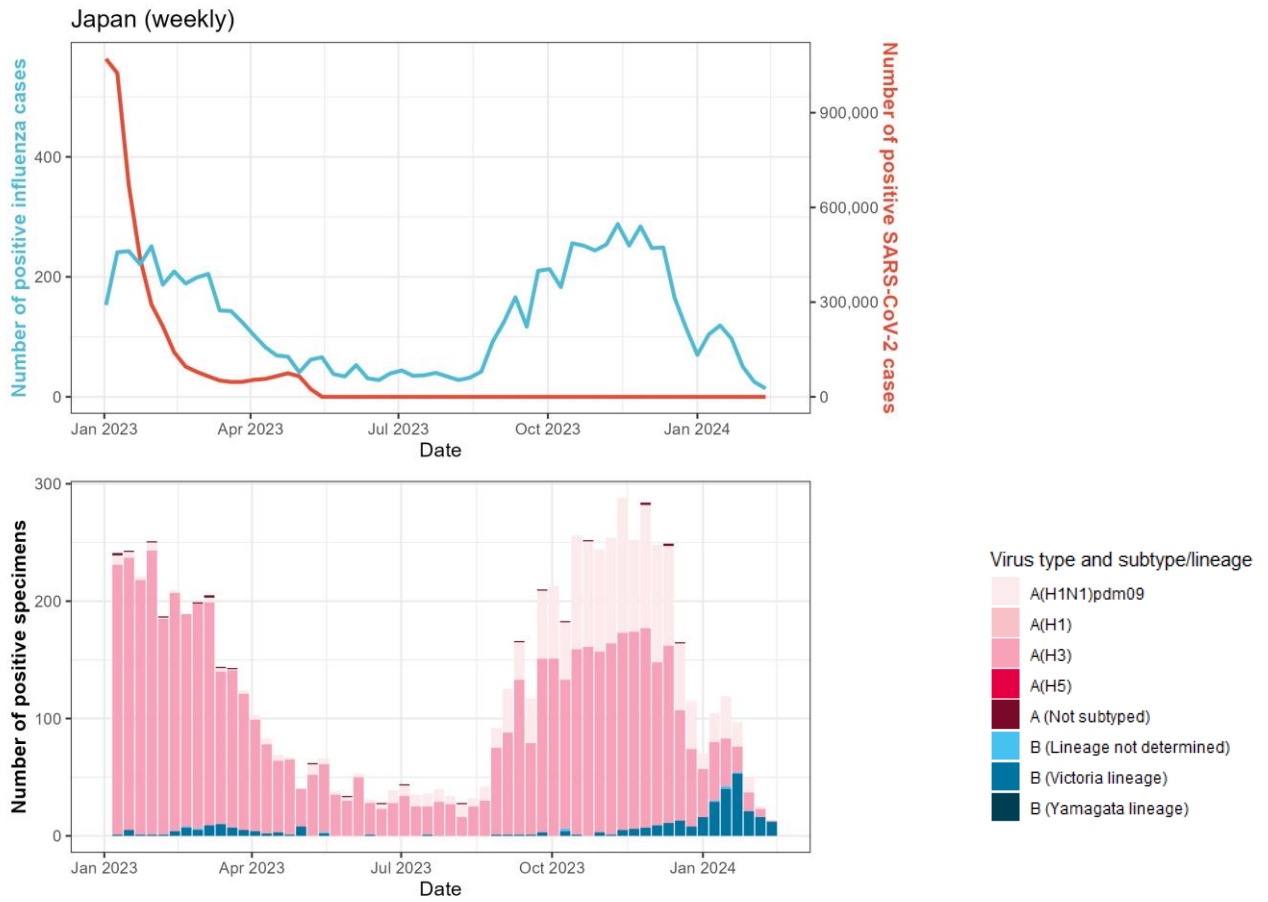 Japan (weekly)
Number of positive influenza cases
400
200
0
900,000
600,000
300,000
0
Number of positive SARS-CoV-2 cases
Jan 2023 Apr 2023 Jul 2023 Oct 2023 Jan 2024
Date
Number of positive specimens
300
200
100
0
Jan 2023 Apr 2023 Jul 2023 Oct 2023 Jan 2024
Date
Virus type and subtype/lineage
A(H1N1)pdm09
A(H1)
A(H3)
A(H5)
A (Not subtyped)
B (Lineage not determined)
B (Victoria lineage)
B (Yamagata lineage)